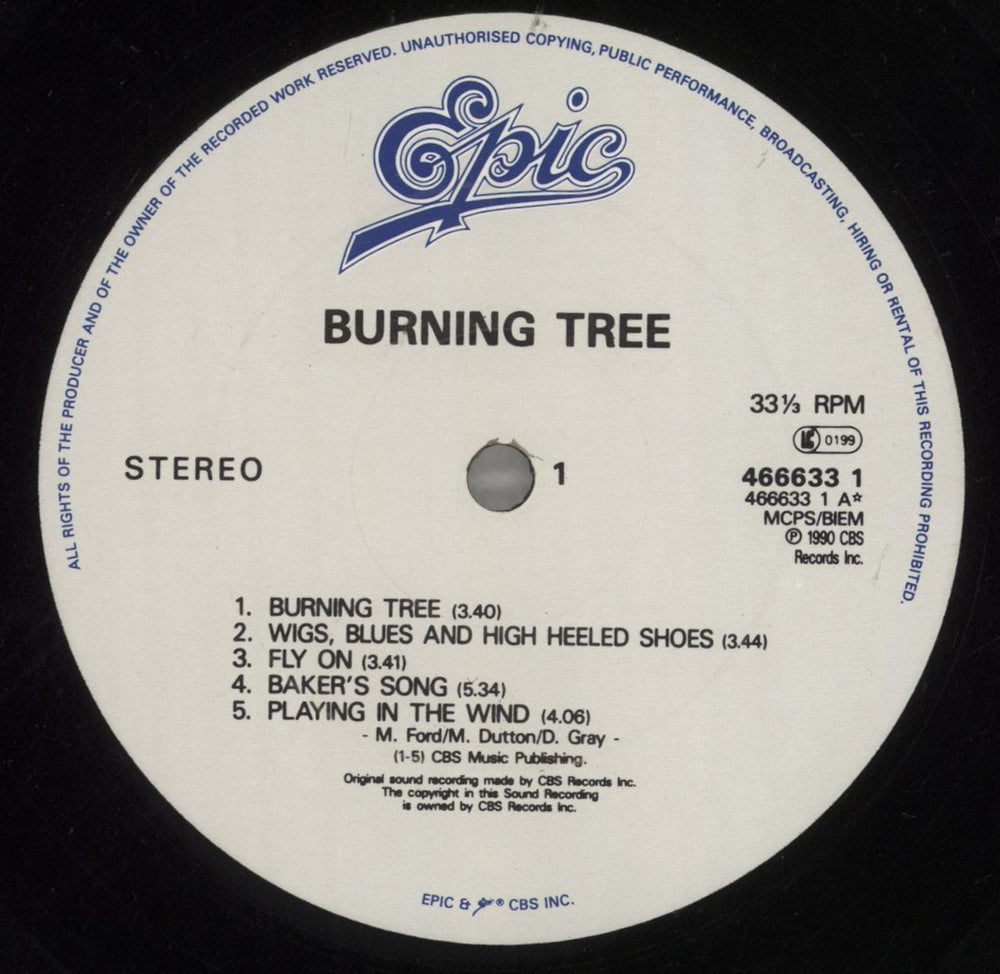 ALL RIGHTS OF THE PRODUCER AND OF THE OWNER OF THE RECORDED WORK RESERVED. UNAUTHORISED COPYING, PUBLIC PERFORMANCE, BROADCASTING, HIRING OR RENTAL OF THIS RECORDING PROHIBITED.
Epic
BURNING TREE
33⅓ RPM
LC 0199
STEREO
1
466633 1
466633 1 A☆
MCPS/BIEM
℗ 1990 CBS
Records Inc.
1. BURNING TREE (3.40)
2. WIGS, BLUES AND HIGH HEELED SHOES (3.44)
3. FLY ON (3.41)
4. BAKER'S SONG (5.34)
5. PLAYING IN THE WIND (4.06)
- M. Ford/M. Dutton/D. Gray -
(1-5) CBS Music Publishing.
Original sound recording made by CBS Records Inc.
The copyright in this Sound Recording
is owned by CBS Records Inc.
EPIC & ® CBS INC.